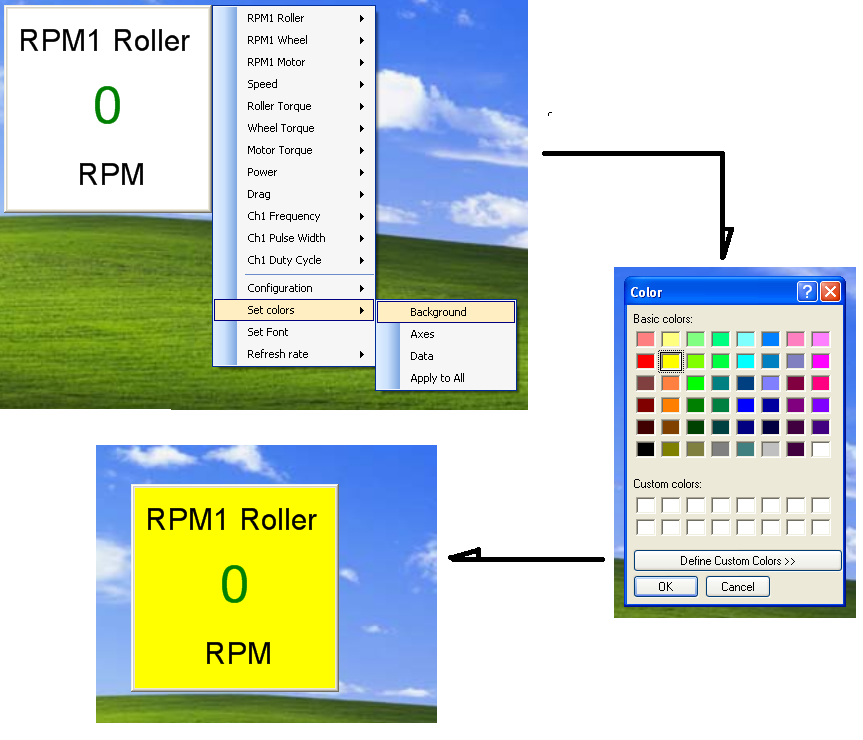 RPM1 Roller
0
RPM
RPM1 Roller
RPM1 Wheel
RPM1 Motor
Speed
Roller Torque
Wheel Torque
Motor Torque
Power
Drag
Ch1 Frequency
Ch1 Pulse Width
Ch1 Duty Cycle
Configuration
Set colors
Set Font
Refresh rate
Background
Axes
Data
Apply to All
Color
Basic colors:
Custom colors:
Define Custom Colors >>
OK Cancel
RPM1 Roller
0
RPM